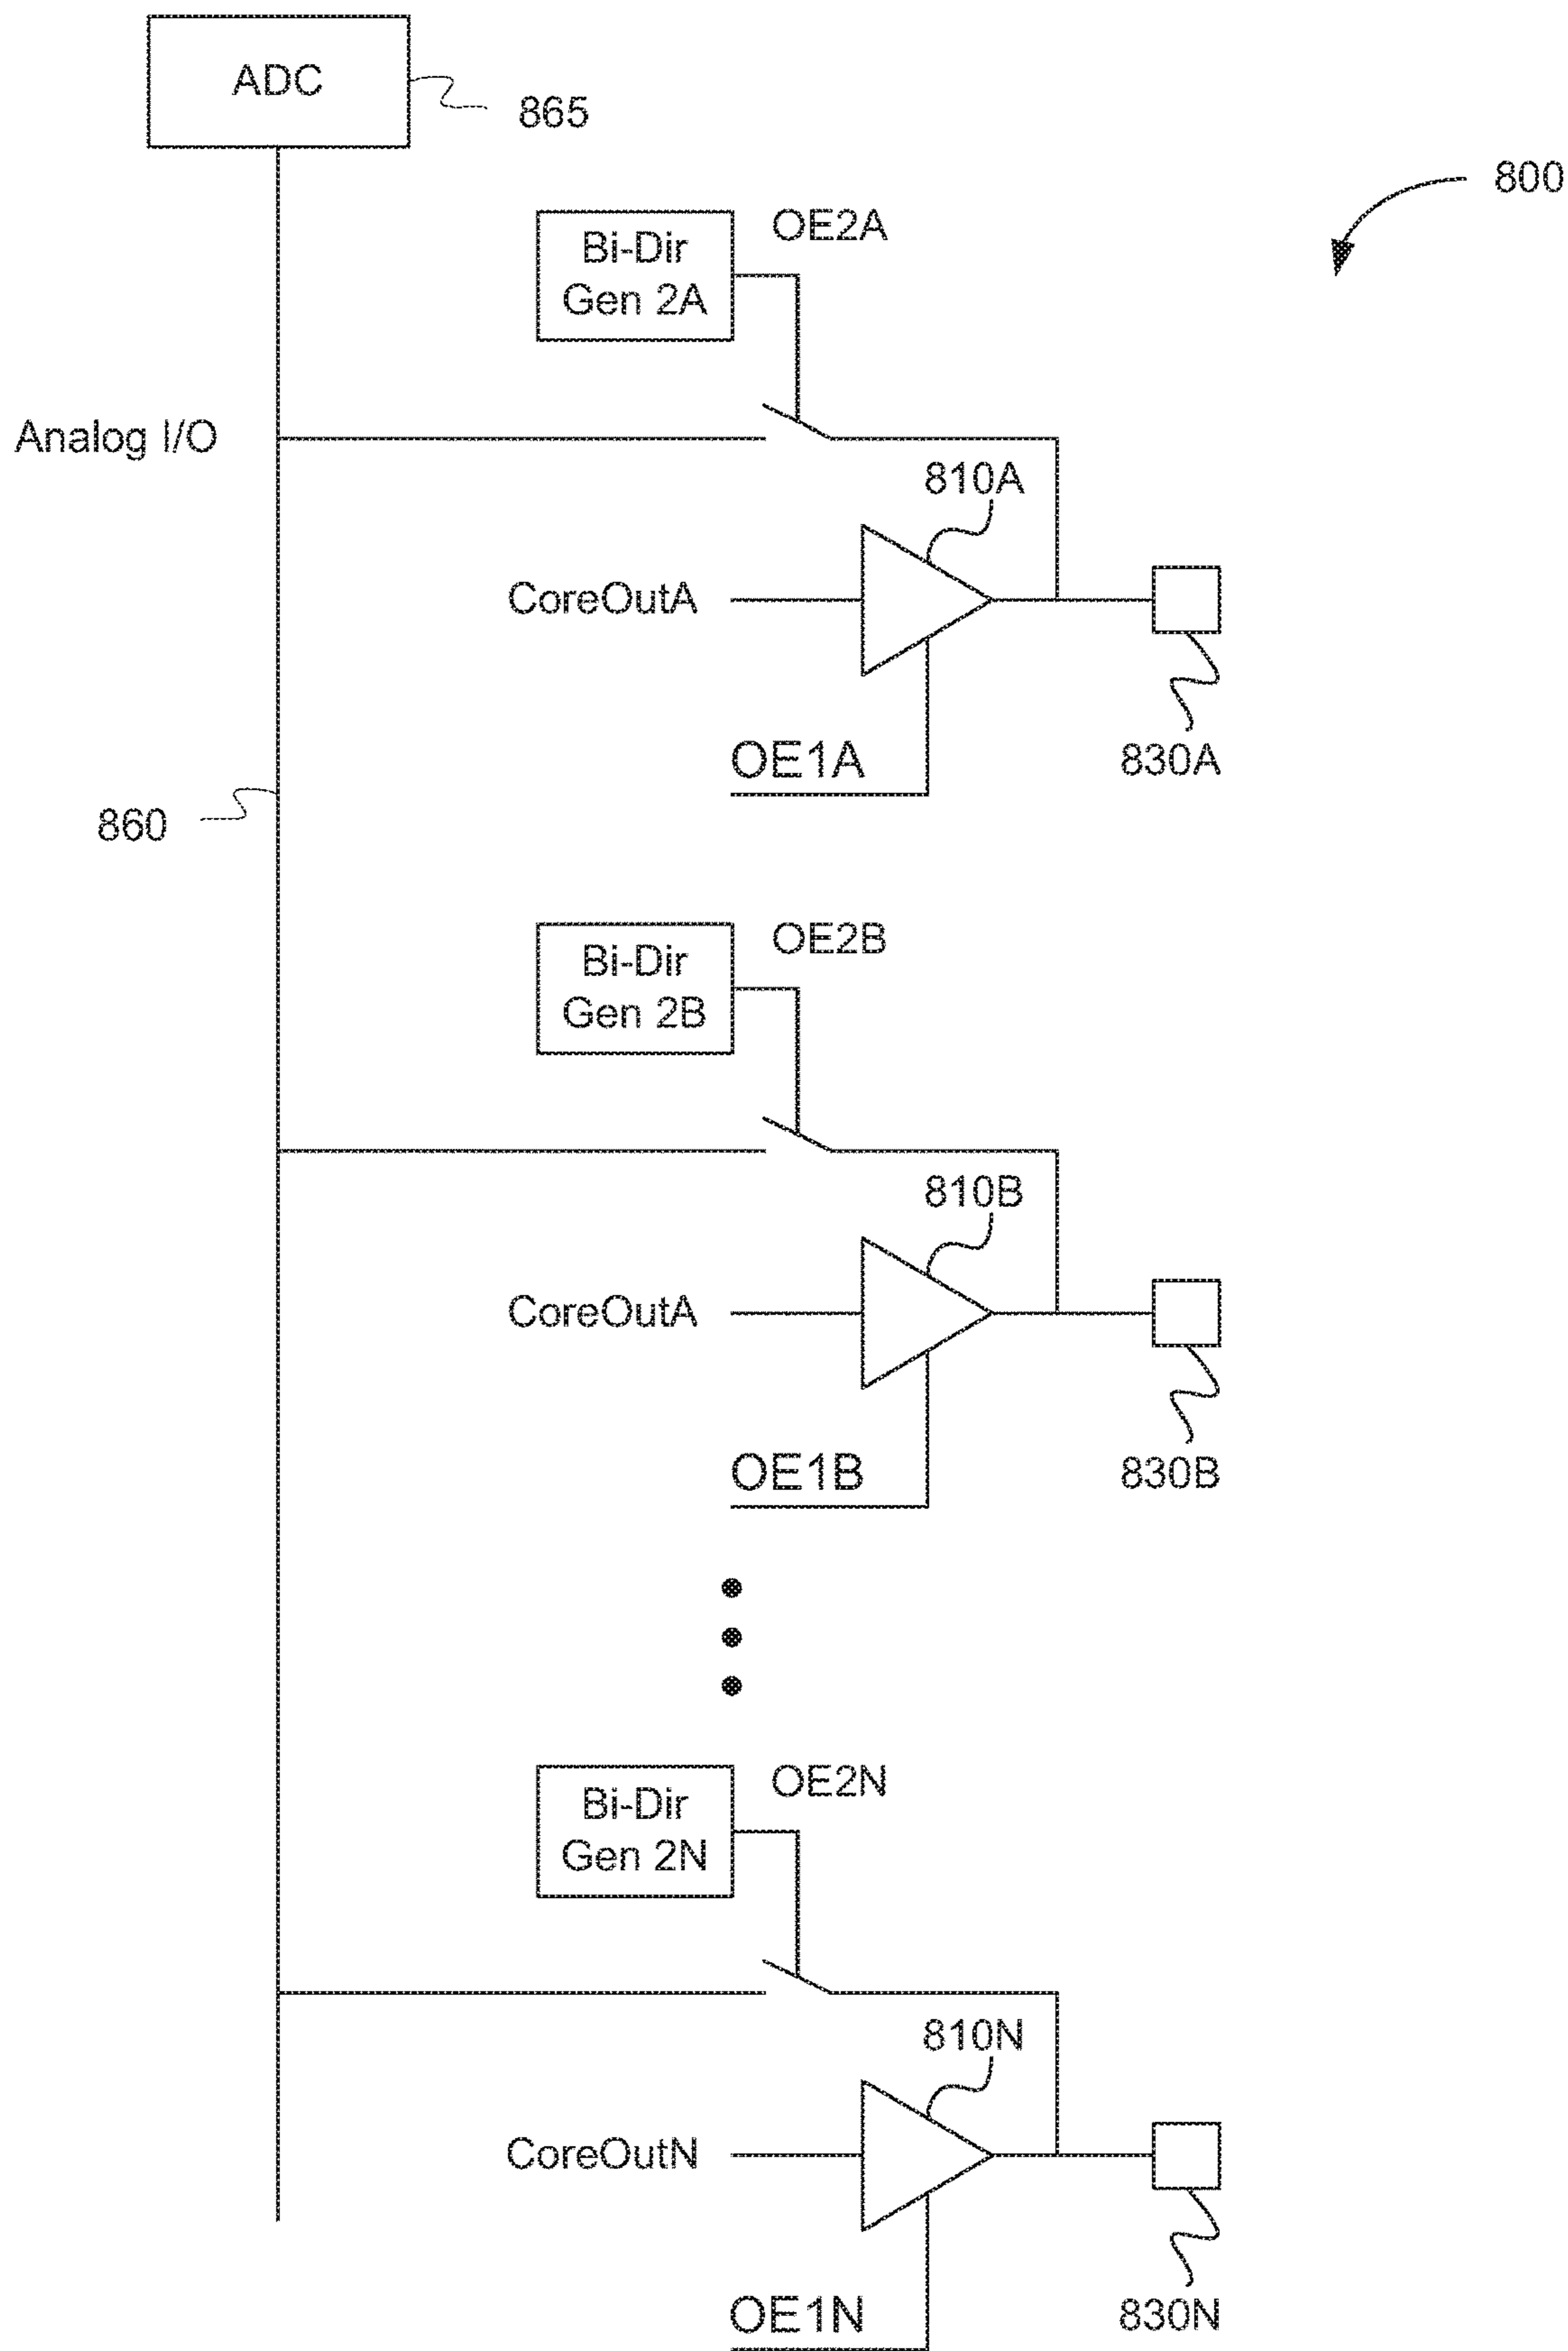 ADC
865
800
OE2A
Bi-Dir
Gen 2A
Analog I/O
810A
CoreOutA
OE1A
830A
860
OE2B
Bi-Dir
Gen 2B
810B
CoreOutA
OE1B
830B
OE2N
Bi-Dir
Gen 2N
810N
CoreOutN
OE1N
830N